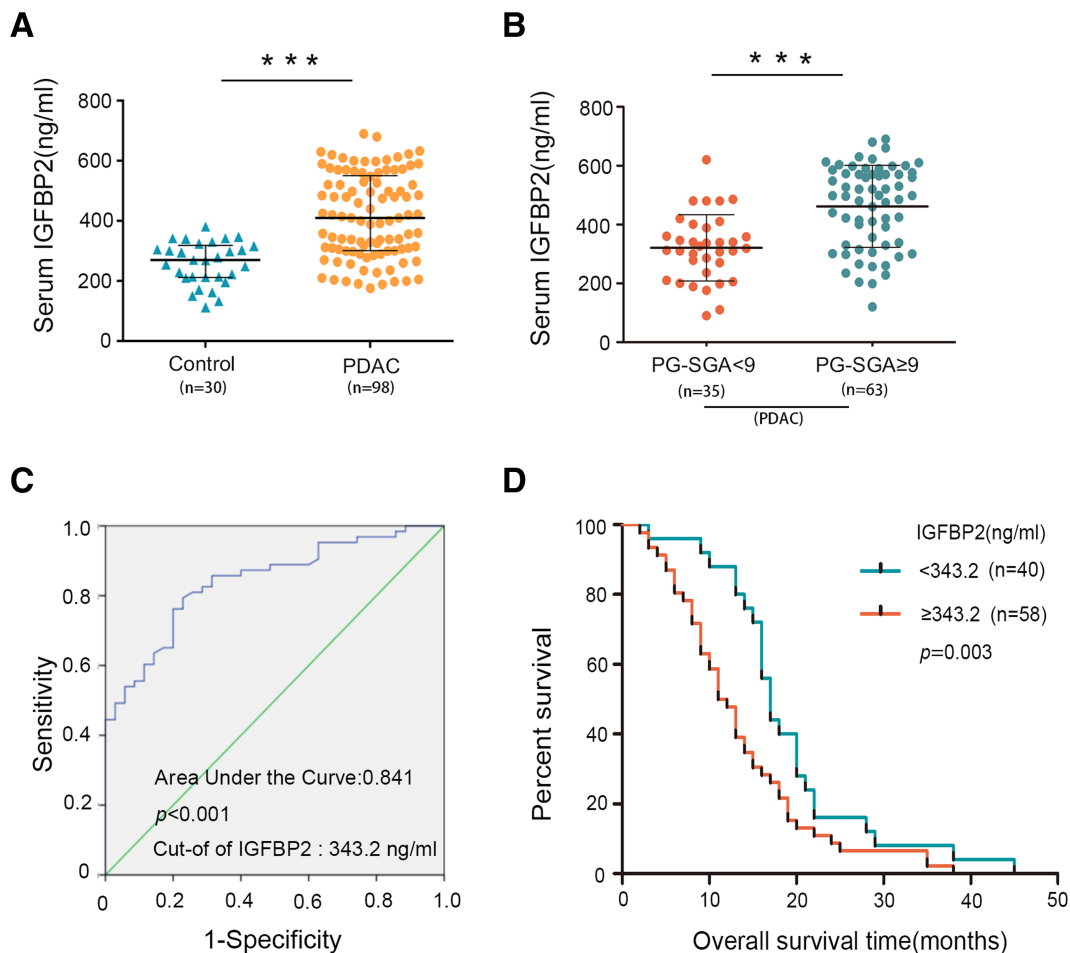 A
* * *
Serum IGFBP2(ng/ml)
800
600
400
200
0
Control
(n=30)
PDAC
(n=98)
B
* * *
Serum IGFBP2(ng/ml)
800
600
400
200
0
PG-SGA<9
(n=35)
PG-SGA≥9
(n=63)
(PDAC)
C
Sensitivity
1.0
0.8
0.6
0.4
0.2
0
Area Under the Curve:0.841
p<0.001
Cut-of of IGFBP2 : 343.2 ng/ml
0 0.2 0.4 0.6 0.8 1.0
1-Specificity
D
Percent survival
100
80
60
40
20
0
IGFBP2(ng/ml)
<343.2 (n=40)
≥343.2 (n=58)
p=0.003
0 10 20 30 40 50
Overall survival time(months)